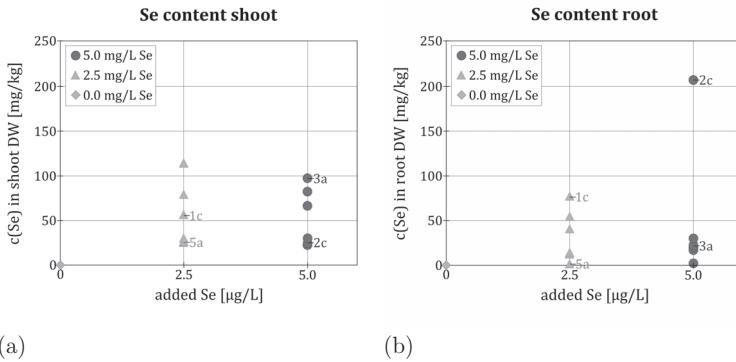 Se content shoot
c(Se) in shoot DW [mg/kg]
250
200
150
100
50
0
5.0 mg/L Se
2.5 mg/L Se
0.0 mg/L Se
1c
5a
3a
2c
0
2.5
5.0
added Se [µg/L]
(a)
Se content root
c(Se) in root DW [mg/kg]
250
200
150
100
50
0
5.0 mg/L Se
2.5 mg/L Se
0.0 mg/L Se
2c
1c
3a
5a
0
2.5
5.0
added Se [µg/L]
(b)